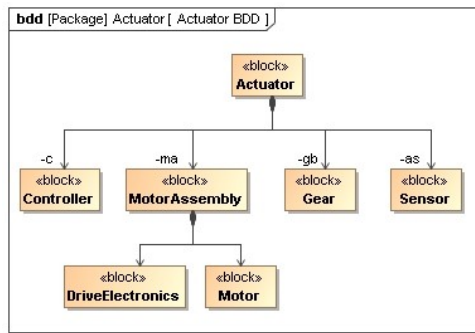 bdd [Package] Actuator [ Actuator BDD ]
«block»
Actuator
-c
-ma
-gb
-as
«block»
Controller
«block»
MotorAssembly
«block»
Gear
«block»
Sensor
«block»
DriveElectronics
«block»
Motor